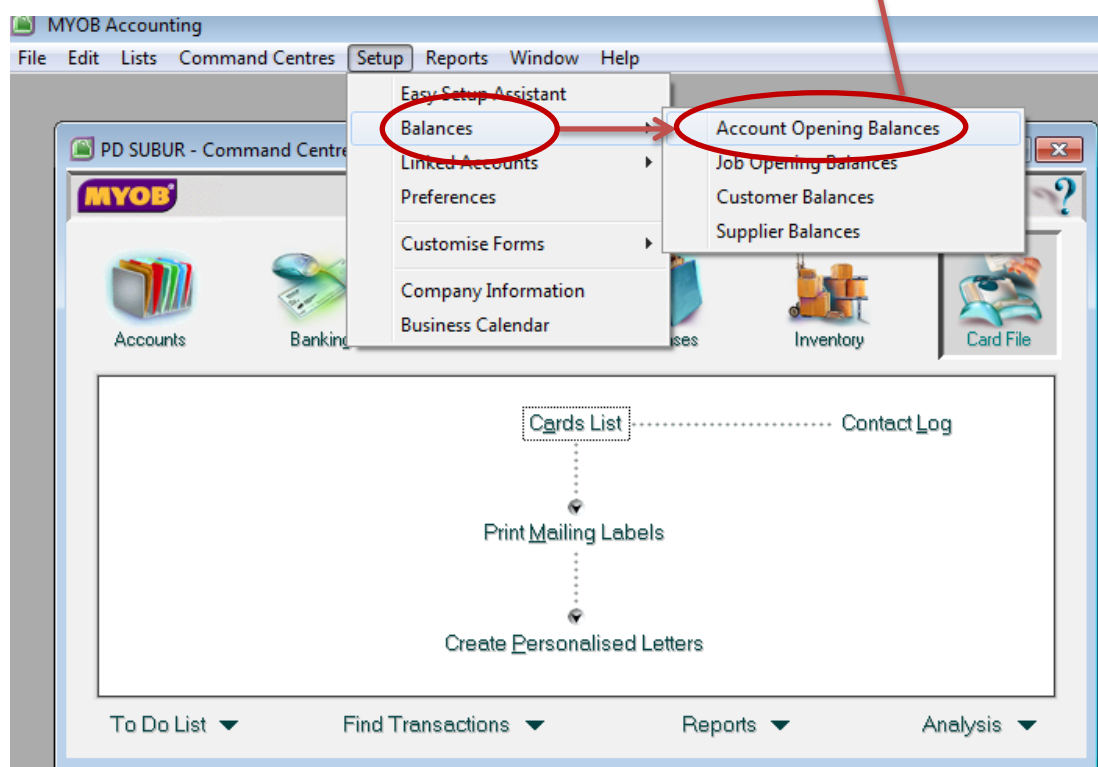 MYOB Accounting
File Edit Lists Command Centres Setup Reports Window Help
Easy Setup Assistant
Balances
Linked Accounts
Preferences
Customise Forms
Company Information
Business Calendar
Account Opening Balances
Job Opening Balances
Customer Balances
Supplier Balances
PD SUBUR - Command Centre
MYOB
?
Accounts Banking ses Inventory Card File
Cards List Contact Log
Print Mailing Labels
Create Personalised Letters
To Do List Find Transactions Reports Analysis